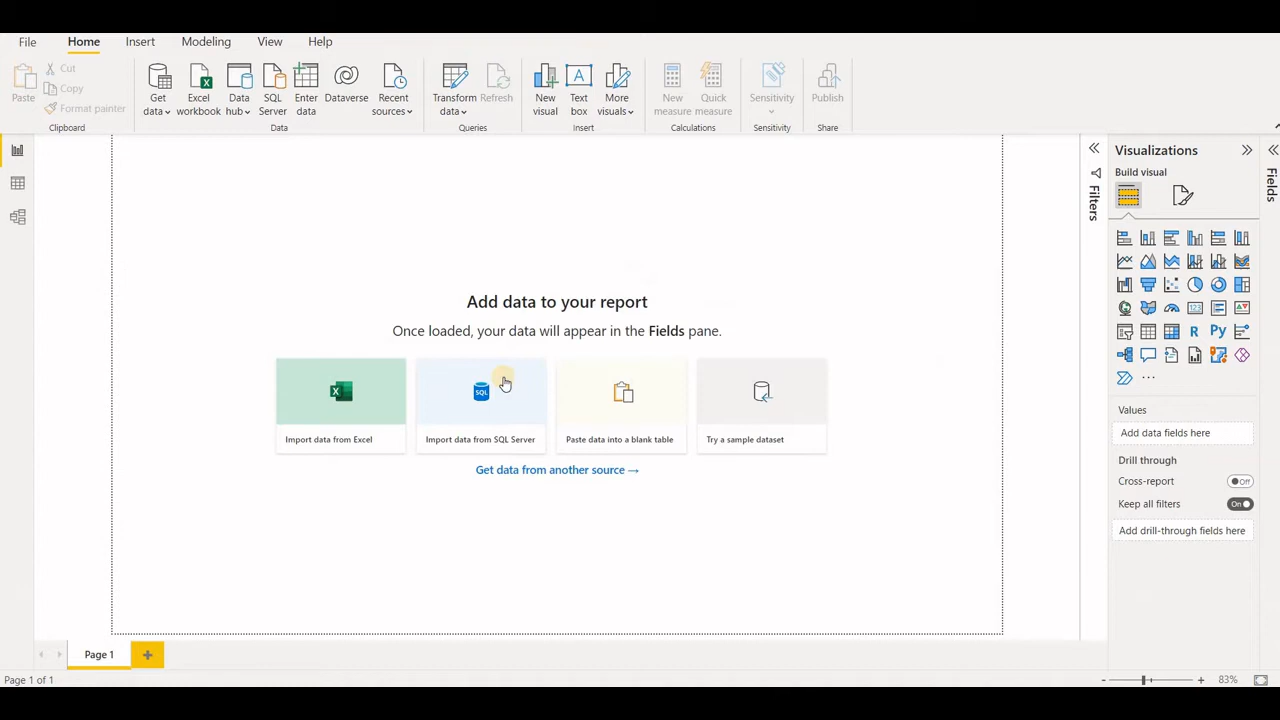 File Home Insert Modeling View Help
Cut
Copy
Format painter
Paste
Clipboard
Get data
Excel workbook
Data hub
SQL Server
Enter data
Dataverse
Recent sources
Data
Transform data
Refresh
Queries
New visual
Text box
More visuals
Insert
New measure
Quick measure
Calculations
Sensitivity
Sensitivity
Publish
Share
Add data to your report
Once loaded, your data will appear in the Fields pane.
SQL
Import data from Excel
Import data from SQL Server
Paste data into a blank table
Try a sample dataset
Get data from another source →
Filters
Visualizations
Build visual
Fields
123
R
Py
Values
Add data fields here
Drill through
Cross-report
Off
Keep all filters
On
Add drill-through fields here
Page 1
Page 1 of 1
83%